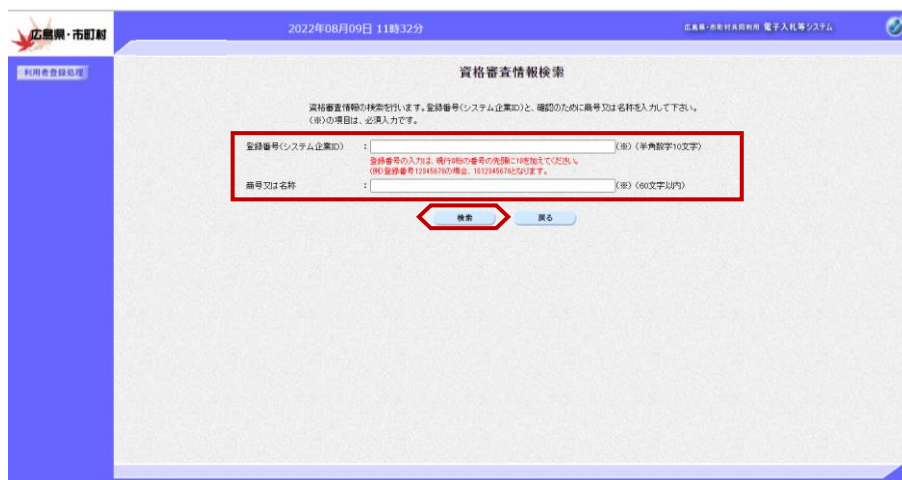 広島県・市町村
2022年08月09日 11時32分
広島県・市町村共同利用 電子入札等システム
利用者登録処理
資格審査情報検索
資格審査情報の検索を行います。登録番号(システム企業ID)と、確認のために商号又は名称を入力して下さい。
(※)の項目は、必須入力です。
登録番号(システム企業ID) : (※) (半角数字10文字)
登録番号の入力は、現行8桁の番号の先頭に10を加えてください。
(例)登録番号12345678の場合、1012345678となります。
商号又は名称 : (※) (60文字以内)
検索 戻る